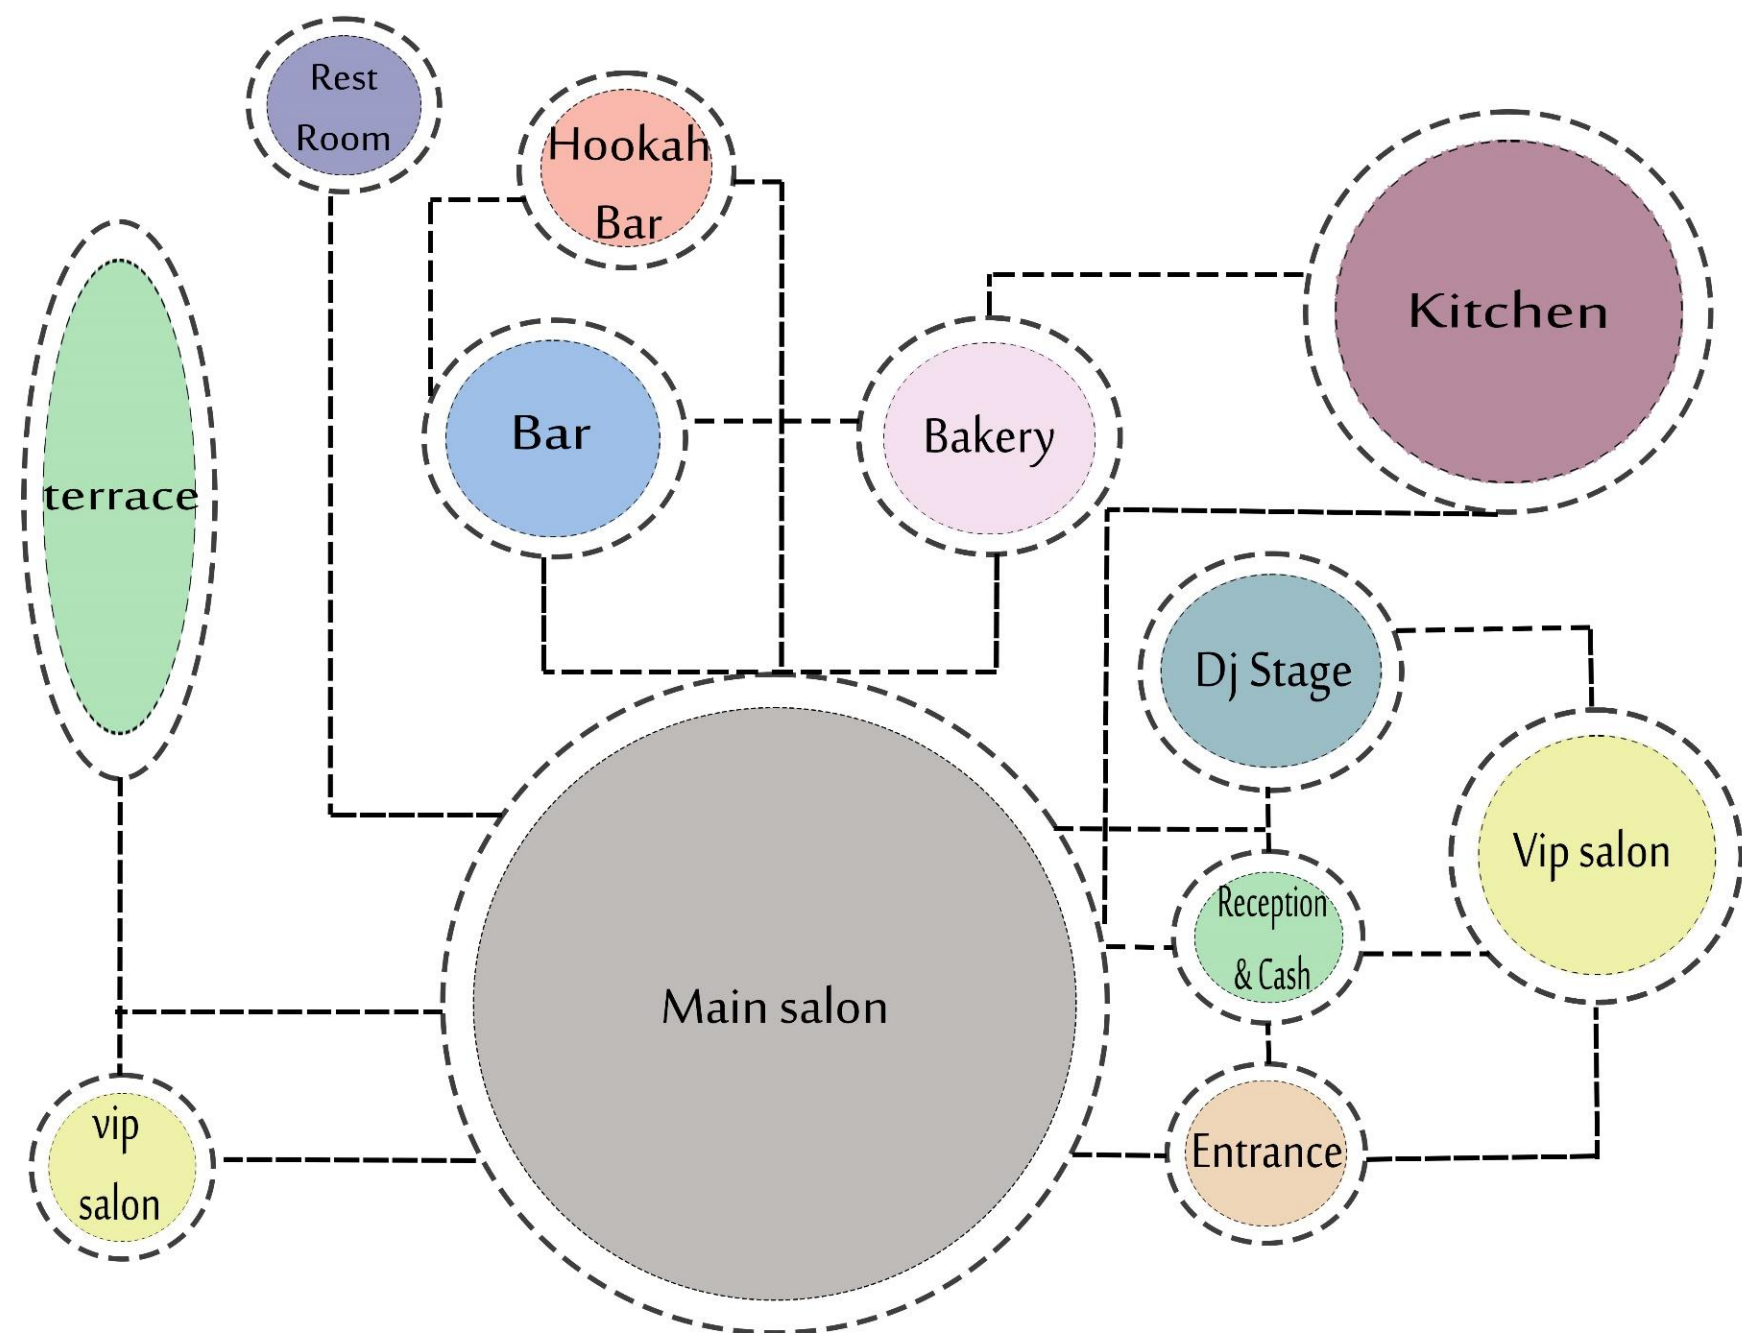 Rest
Room
Hookah
Bar
Kitchen
Bar
Bakery
terrace
Dj Stage
Vip salon
Reception
& Cash
Main salon
vip
salon
Entrance